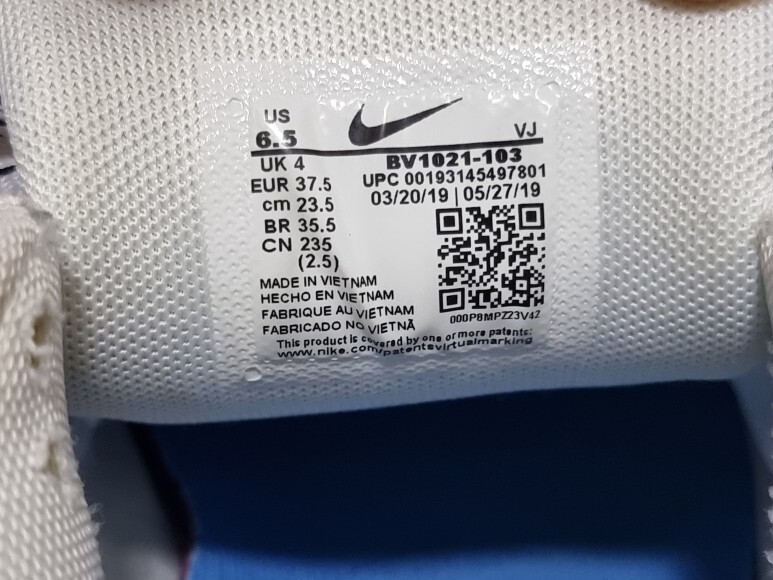 US
6.5
VJ
UK 4
EUR 37.5
cm 23.5
BR 35.5
CN 235
(2.5)
BV1021-103
UPC 00193145497801
03/20/19 | 05/27/19
000P8MPZ23V42
MADE IN VIETNAM
HECHO EN VIETNAM
FABRIQUE AU VIETNAM
FABRICADO NO VIETNÃ
This product is covered by one or more patents:
www.nike.com/patentsvirtualmarking